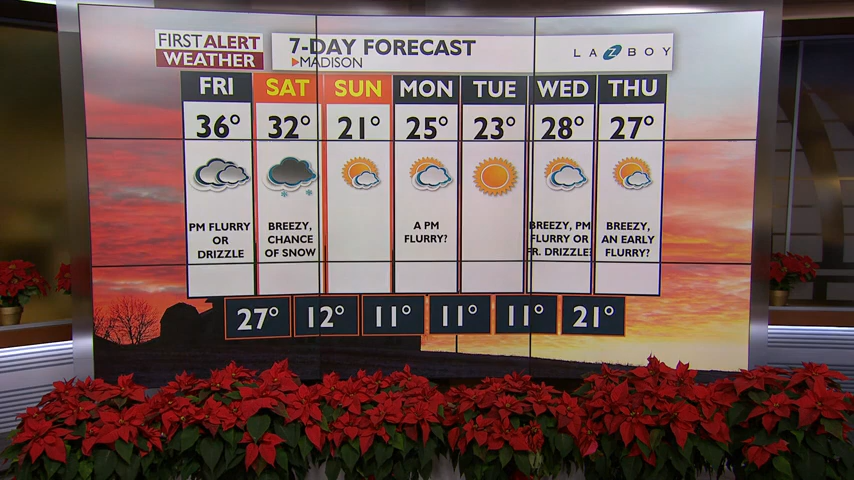 FIRST ALERT
WEATHER
7-DAY FORECAST
MADISON
LA Z BOY
FRI SAT SUN MON TUE WED THU
36° 32° 21° 25° 23° 28° 27°
PM FLURRY
OR
DRIZZLE
BREEZY,
CHANCE
OF SNOW
A PM
FLURRY?
BREEZY, PM
FLURRY OR
FR. DRIZZLE?
BREEZY,
AN EARLY
FLURRY?
27° 12° 11° 11° 11° 21°